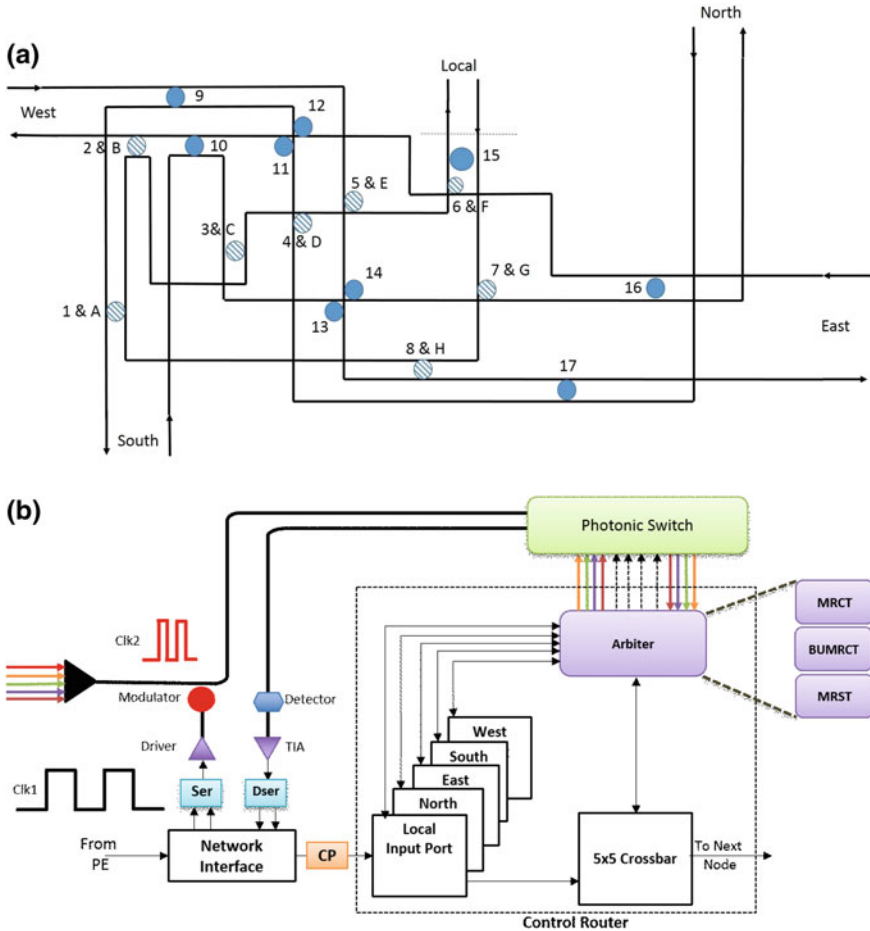 (a)
North
Local
West
9
12
2 & B
10
11
15
5 & E
6 & F
3& C
4 & D
7 & G
14
16
1 & A
13
East
8 & H
17
South
(b)
Photonic Switch
Clk2
MRCT
Arbiter
BUMRCT
Modulator
Detector
MRST
Driver
TIA
West
South
Clk1
Ser
Dser
East
North
Local
Input Port
From
PE
Network
Interface
CP
5x5 Crossbar
To Next
Node
Control Router